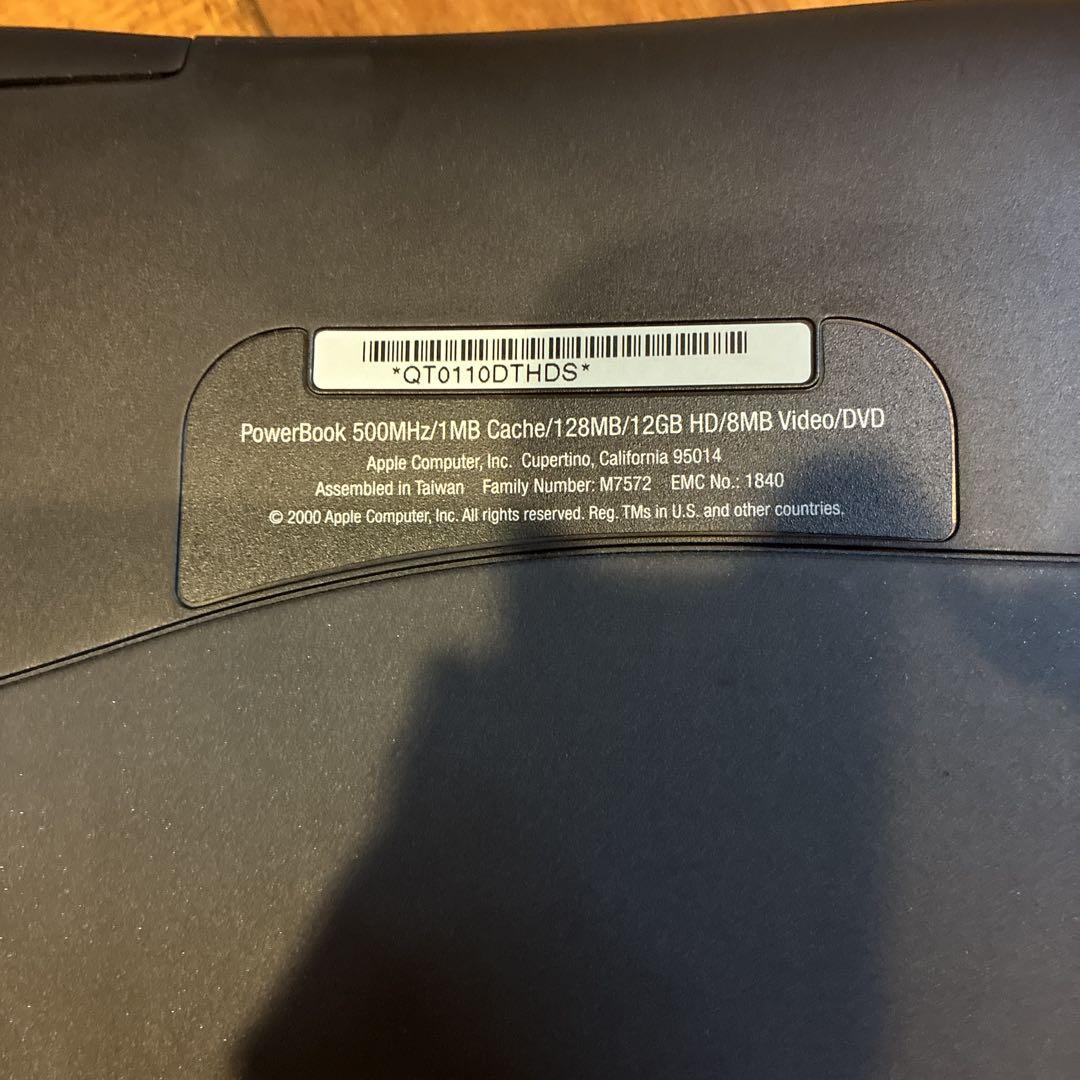 *QT0110DTHDS*
PowerBook 500MHz/1MB Cache/128MB/12GB HD/8MB Video/DVD
Apple Computer, Inc. Cupertino, California 95014
Assembled in Taiwan Family Number: M7572 EMC No.: 1840
© 2000 Apple Computer, Inc. All rights reserved. Reg. TMs in U.S. and other countries.